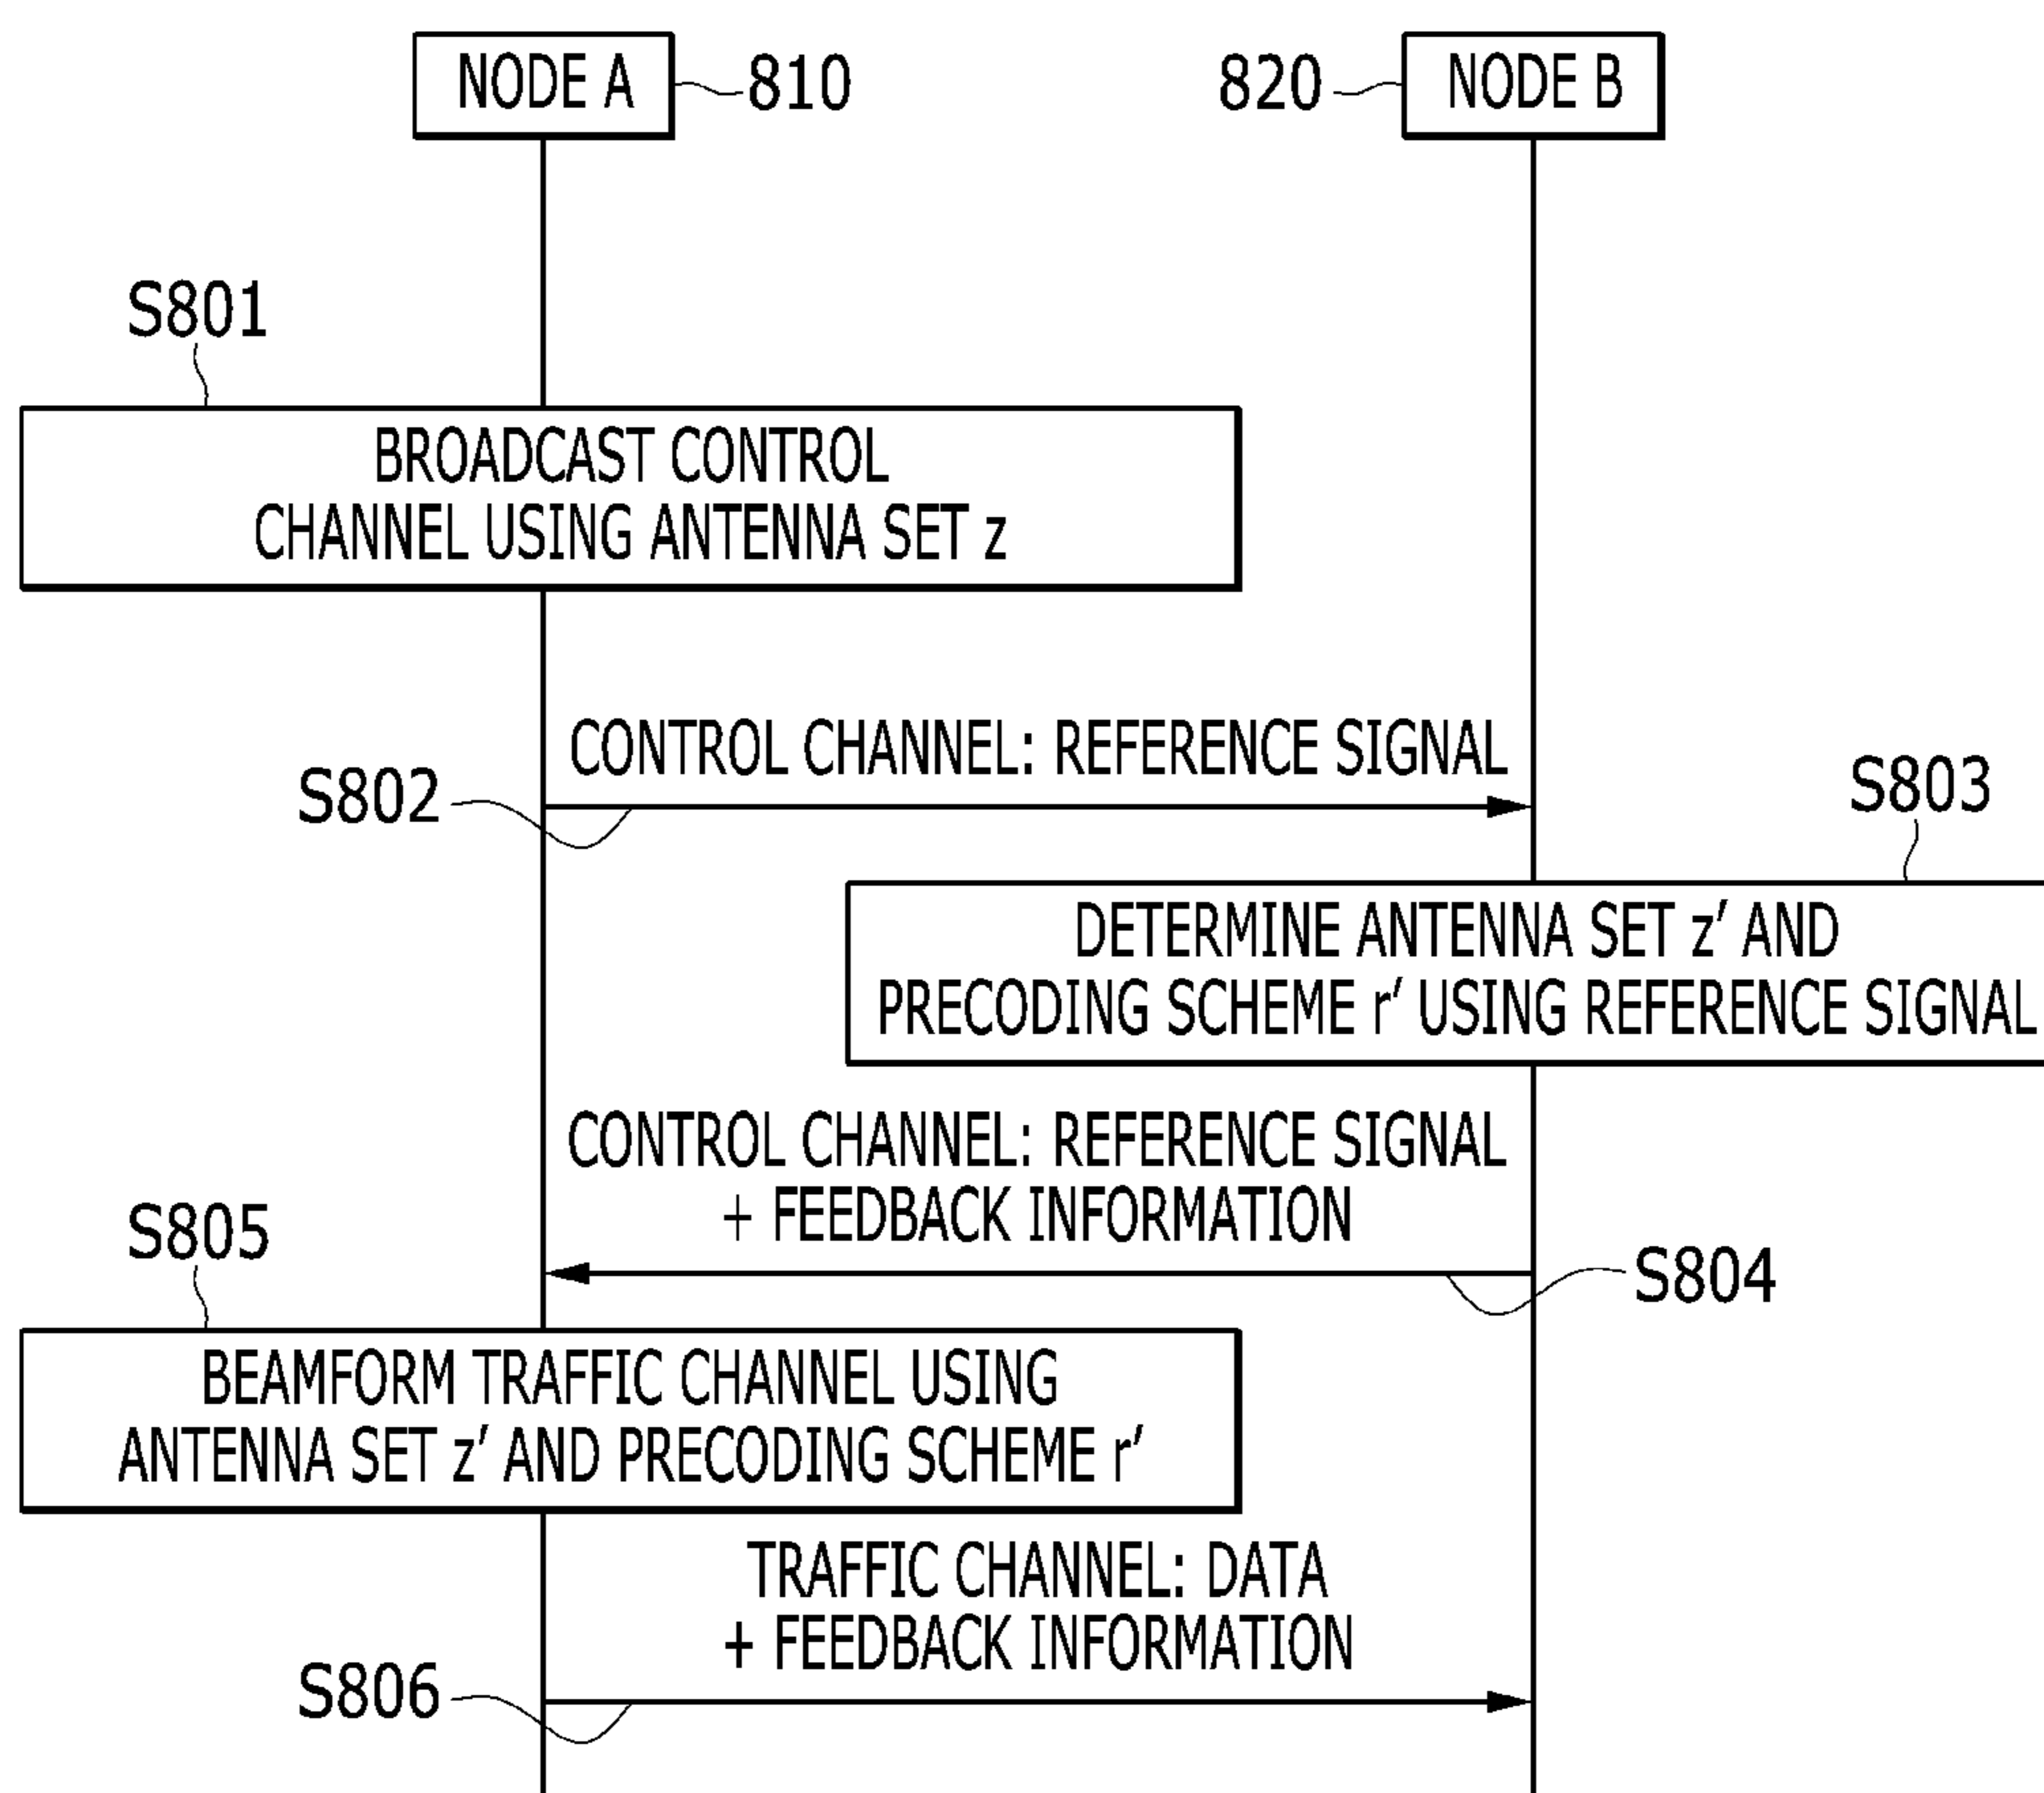 NODE A
810
820
NODE B
S801
BROADCAST CONTROL
CHANNEL USING ANTENNA SET z
CONTROL CHANNEL: REFERENCE SIGNAL
S802
S803
DETERMINE ANTENNA SET z′ AND
PRECODING SCHEME r′ USING REFERENCE SIGNAL
CONTROL CHANNEL: REFERENCE SIGNAL
+ FEEDBACK INFORMATION
S804
S805
BEAMFORM TRAFFIC CHANNEL USING
ANTENNA SET z′ AND PRECODING SCHEME r′
TRAFFIC CHANNEL: DATA
+ FEEDBACK INFORMATION
S806